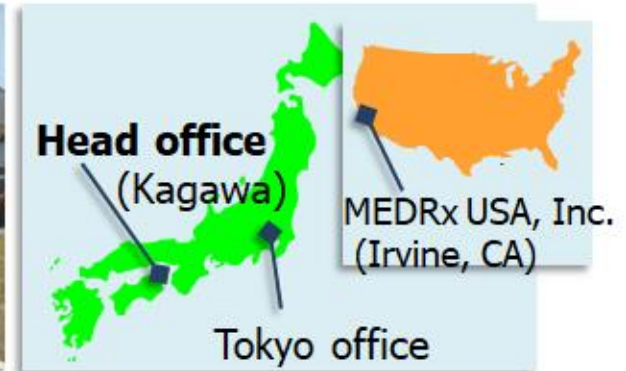 Head office
(Kagawa)
MEDRx USA, Inc.
(Irvine, CA)
Tokyo office